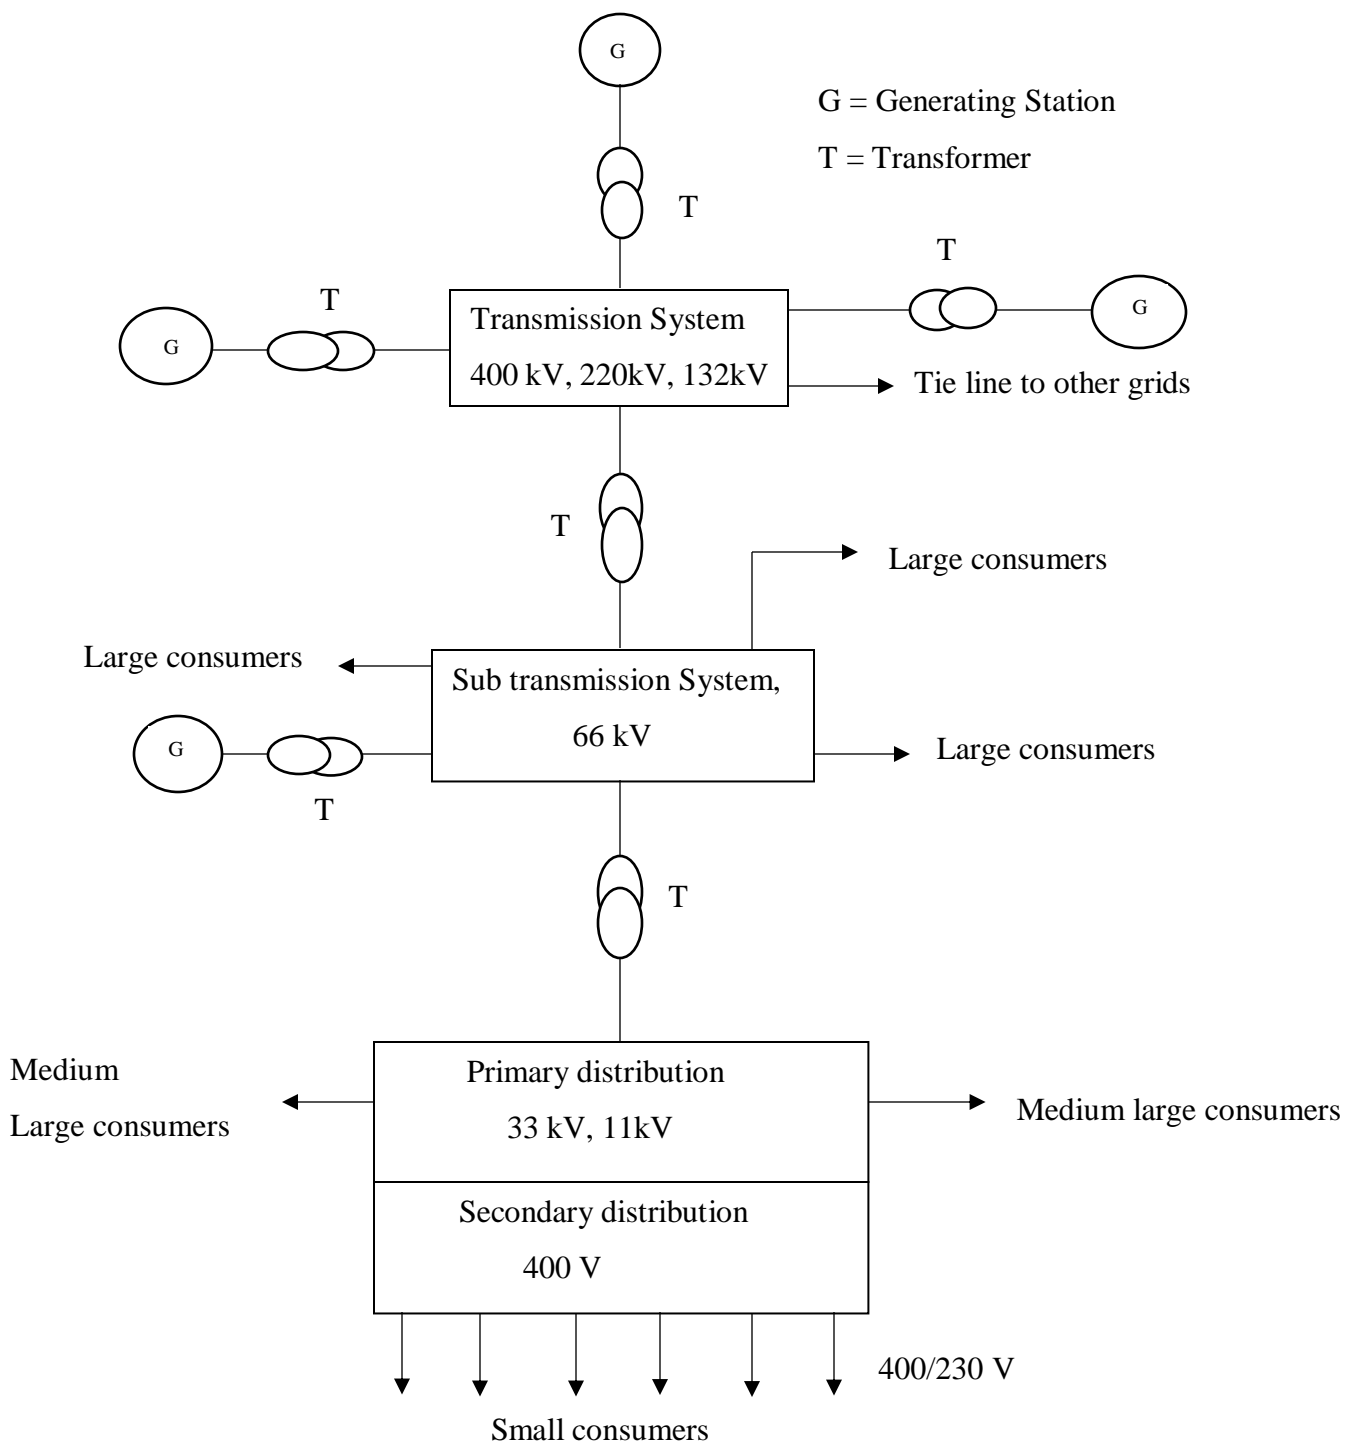 G
G = Generating Station
T = Transformer
T
T
T
G
Transmission System
400 kV, 220kV, 132kV
G
Tie line to other grids
T
Large consumers
Large consumers
Sub transmission System,
66 kV
G
Large consumers
T
T
Medium
Large consumers
Primary distribution
33 kV, 11kV
Medium large consumers
Secondary distribution
400 V
400/230 V
Small consumers